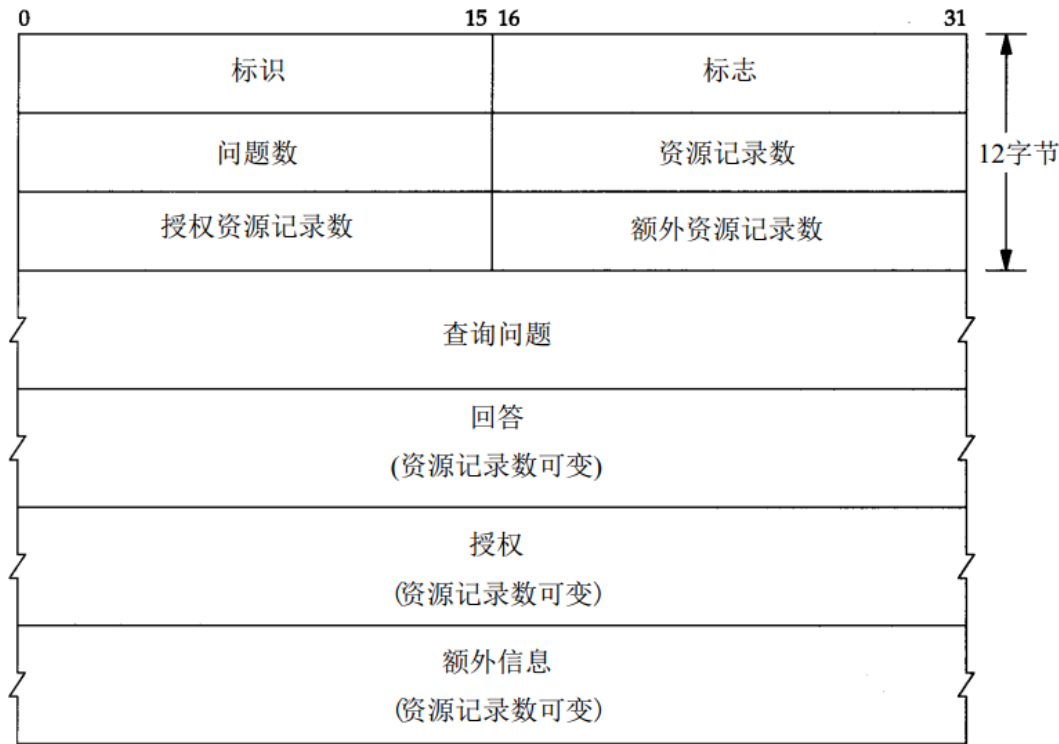 0 15 16 31
标识 标志
问题数 资源记录数 12字节
授权资源记录数 额外资源记录数
查询问题
回答
(资源记录数可变)
授权
(资源记录数可变)
额外信息
(资源记录数可变)